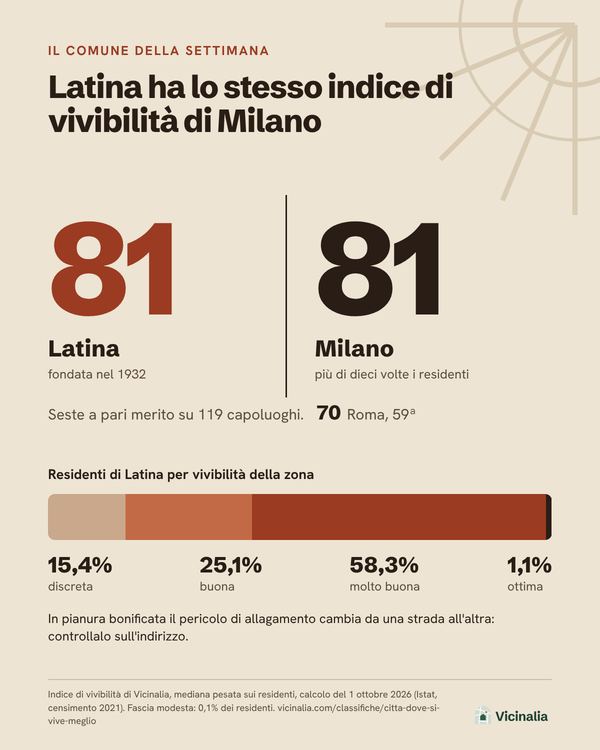 IL COMUNE DELLA SETTIMANA
Latina ha lo stesso indice di
vivibilità di Milano
81
81
Latina
Milano
fondata nel 1932
più di dieci volte i residenti
Seste a pari merito su 119 capoluoghi. 70 Roma, 59ª
Residenti di Latina per vivibilità della zona
15,4% 25,1% 58,3% 1,1%
discreta buona molto buona ottima
In pianura bonificata il pericolo di allagamento cambia da una strada all'altra:
controllalo sull'indirizzo.
Indice di vivibilità di Vicinalia, mediana pesata sui residenti, calcolo del 1 ottobre 2026 (Istat,
censimento 2021). Fascia modesta: 0,1% dei residenti. vicinalia.com/classifiche/citta-dove-si-
vive-meglio
Vicinalia